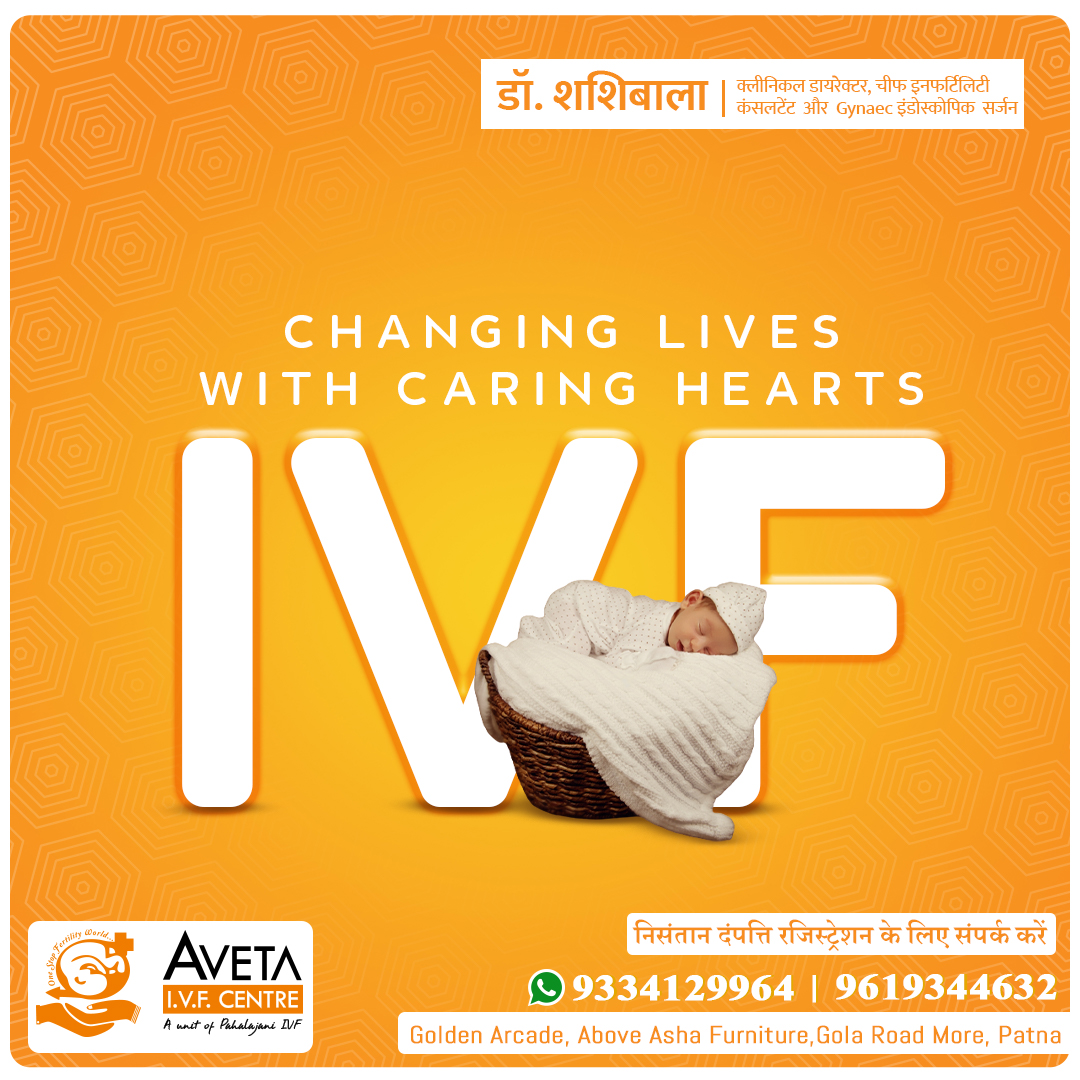 डॉ. शशिबाला
क्लीनिकल डायरेक्टर, चीफ इनफर्टिलिटी
कंसलटेंट और Gynaec इंडोस्कोपिक सर्जन
CHANGING LIVES
WITH CARING HEARTS
IVF
One Stop Fertility World...
AVETA
I.V.F. CENTRE
A unit of Pahalajani IVF
निसंतान दंपत्ति रजिस्ट्रेशन के लिए संपर्क करें
9334129964 | 9619344632
Golden Arcade, Above Asha Furniture,Gola Road More, Patna